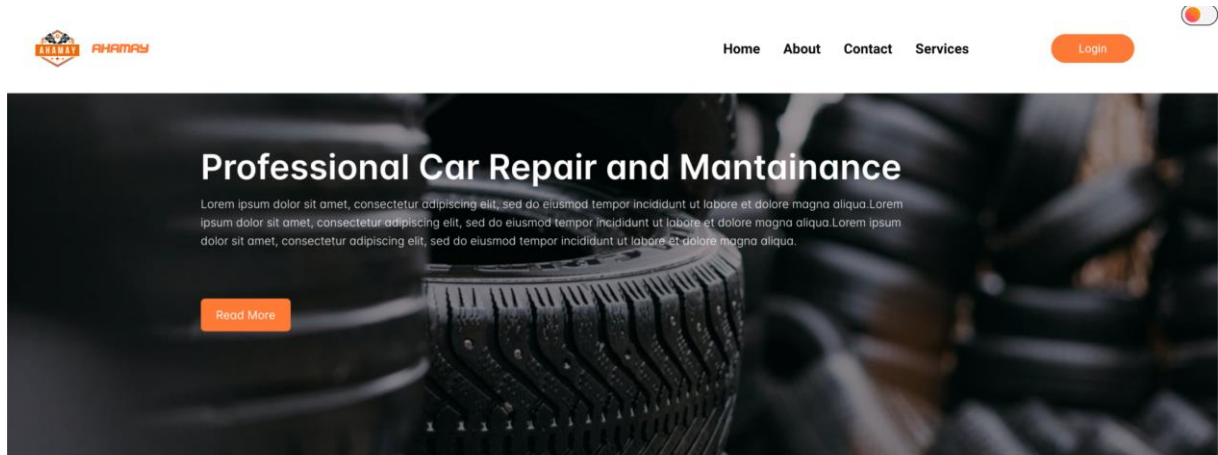 AHAMAY
AHAMAY
Home About Contact Services
Login
Professional Car Repair and Mantainance
Lorem ipsum dolor sit amet, consectetur adipiscing elit, sed do eiusmod tempor incididunt ut labore et dolore magna aliqua.Lorem
ipsum dolor sit amet, consectetur adipiscing elit, sed do eiusmod tempor incididunt ut labore et dolore magna aliqua.Lorem ipsum
dolor sit amet, consectetur adipiscing elit, sed do eiusmod tempor incididunt ut labore et dolore magna aliqua.
Read More